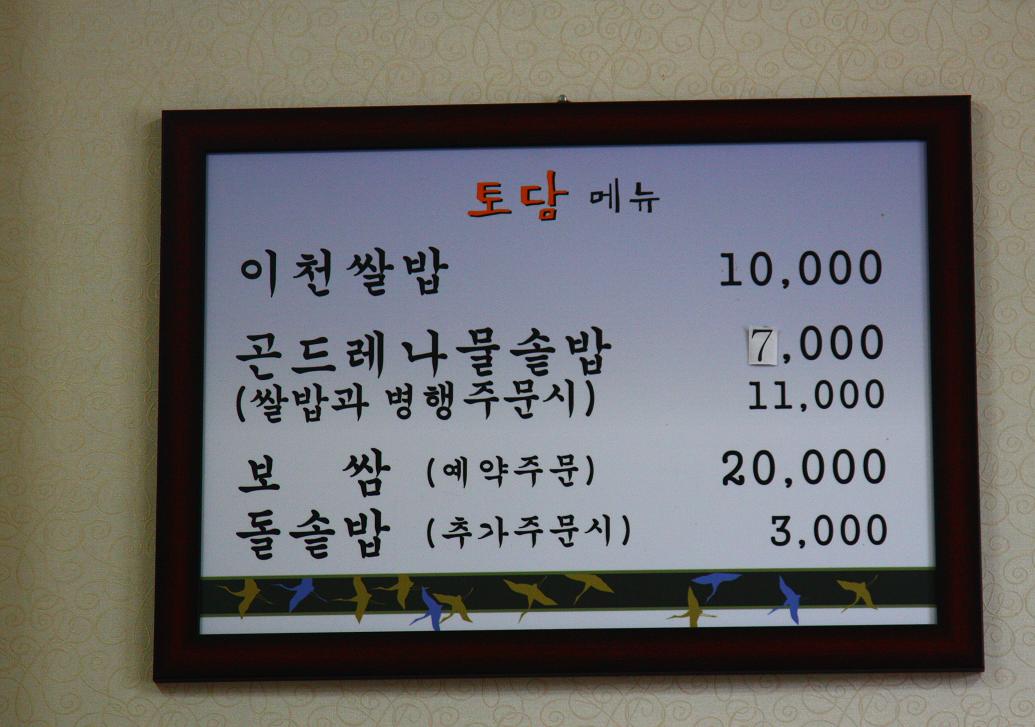 토담 메뉴
이천쌀밥 10,000
곤드레나물솥밥 7,000
(쌀밥과 병행주문시) 11,000
보 쌈 (예약주문) 20,000
돌솥밥 (추가주문시) 3,000